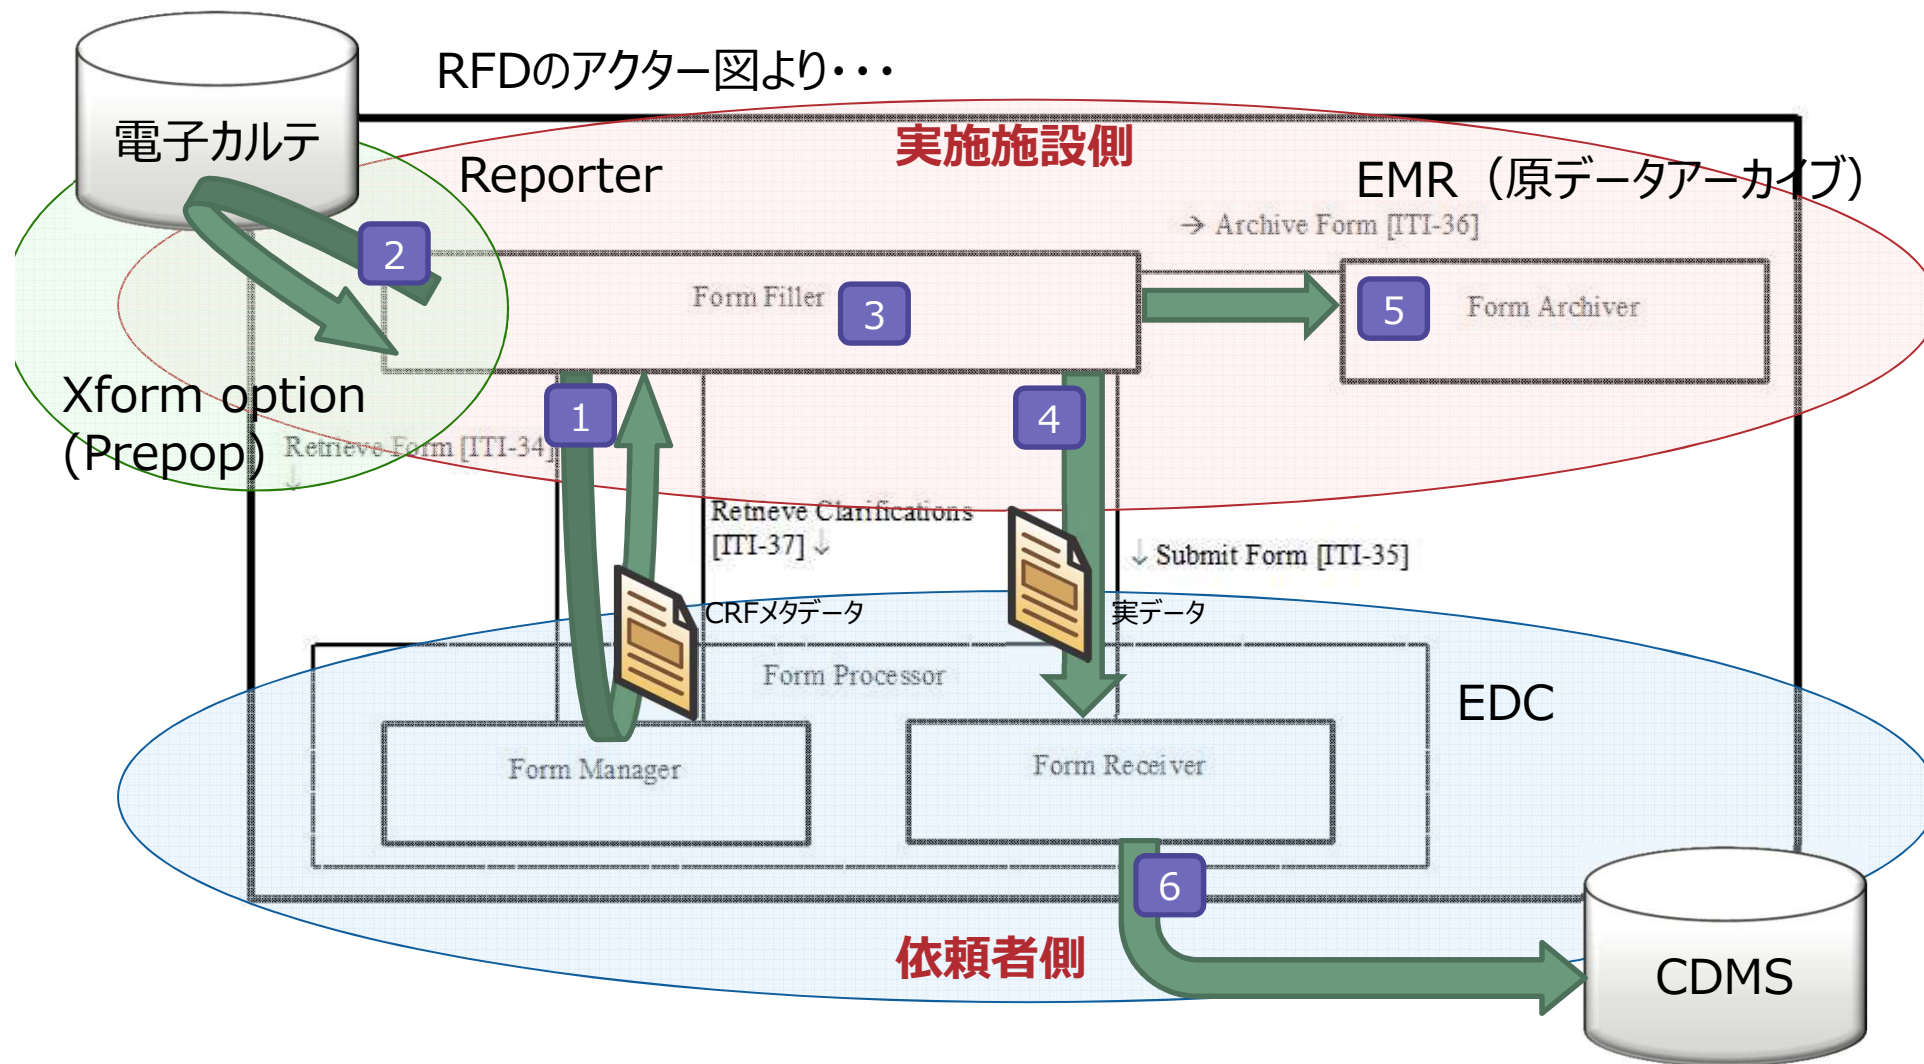 RFDのアクター図より・・・
電子カルテ
実施施設側
Reporter
EMR（原データアーカイブ）
→ Archive Form [ITI-36]
2
Form Filler
3
5
Form Archiver
Xform option
(Prepop)
1
4
Retrieve Form [ITI-34]
↓
Retrieve Clarifications
[ITI-37] ↓
↓ Submit Form [ITI-35]
CRFメタデータ
実データ
Form Processor
EDC
Form Manager
Form Receiver
6
依頼者側
CDMS